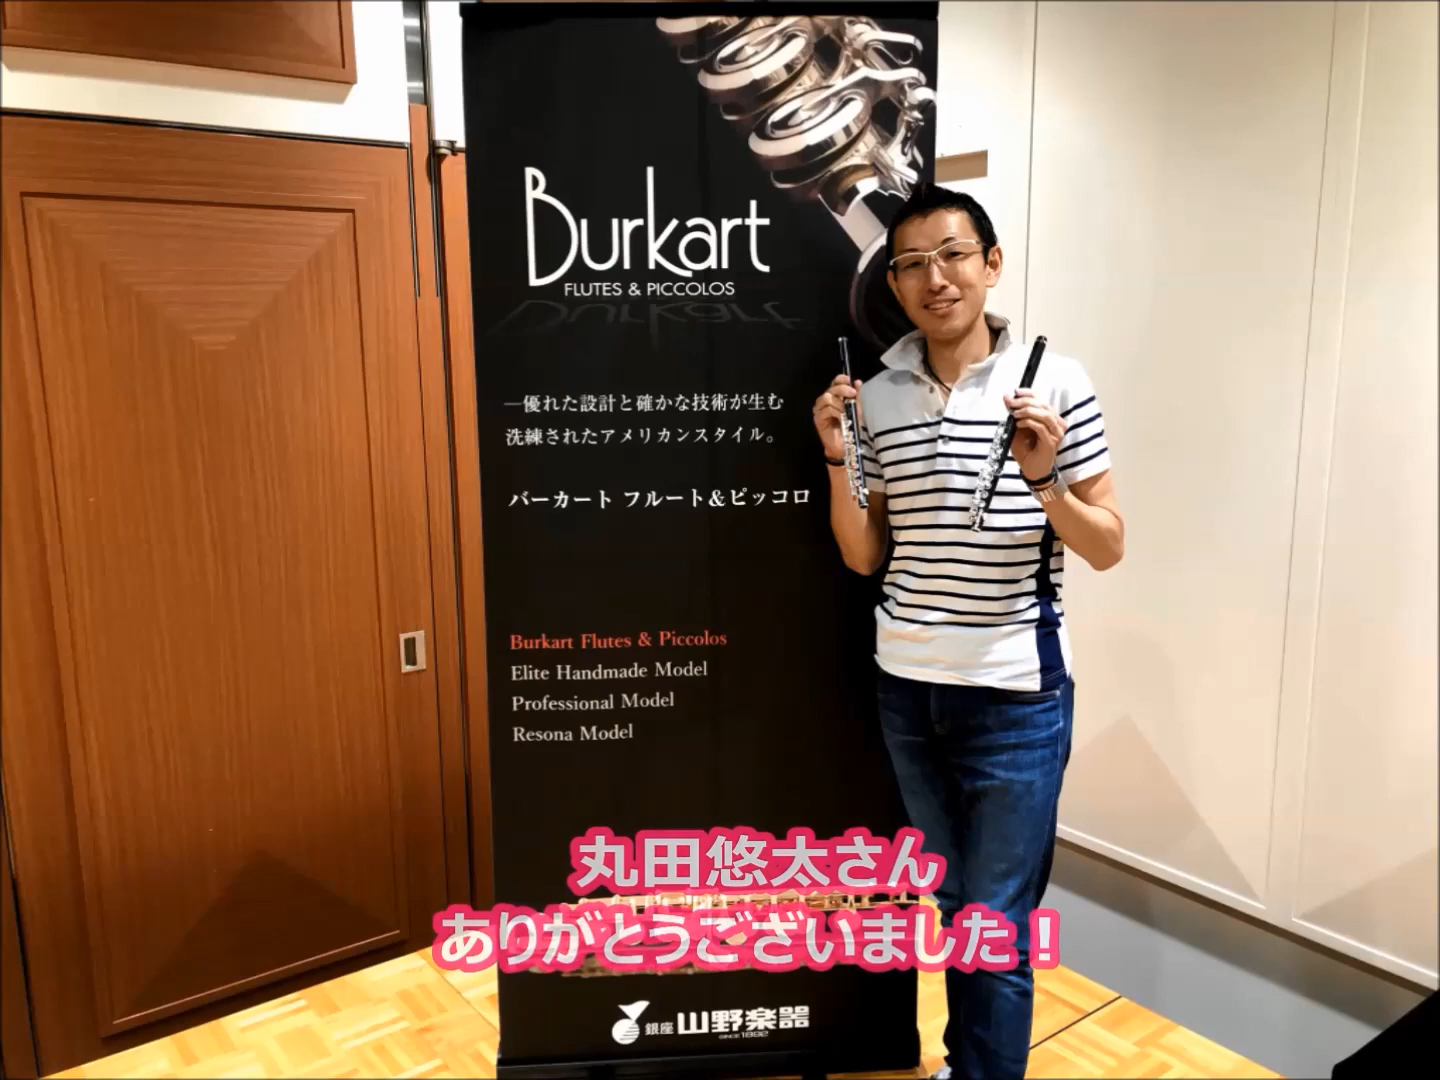 Burkart
FLUTES & PICCOLOS
―優れた設計と確かな技術が生む
洗練されたアメリカンスタイル。
バーカート フルート&ピッコロ
Burkart Flutes & Piccolos
Elite Handmade Model
Professional Model
Resona Model
丸田悠太さん
ありがとうございました！
銀座 山野楽器
SINCE 1892